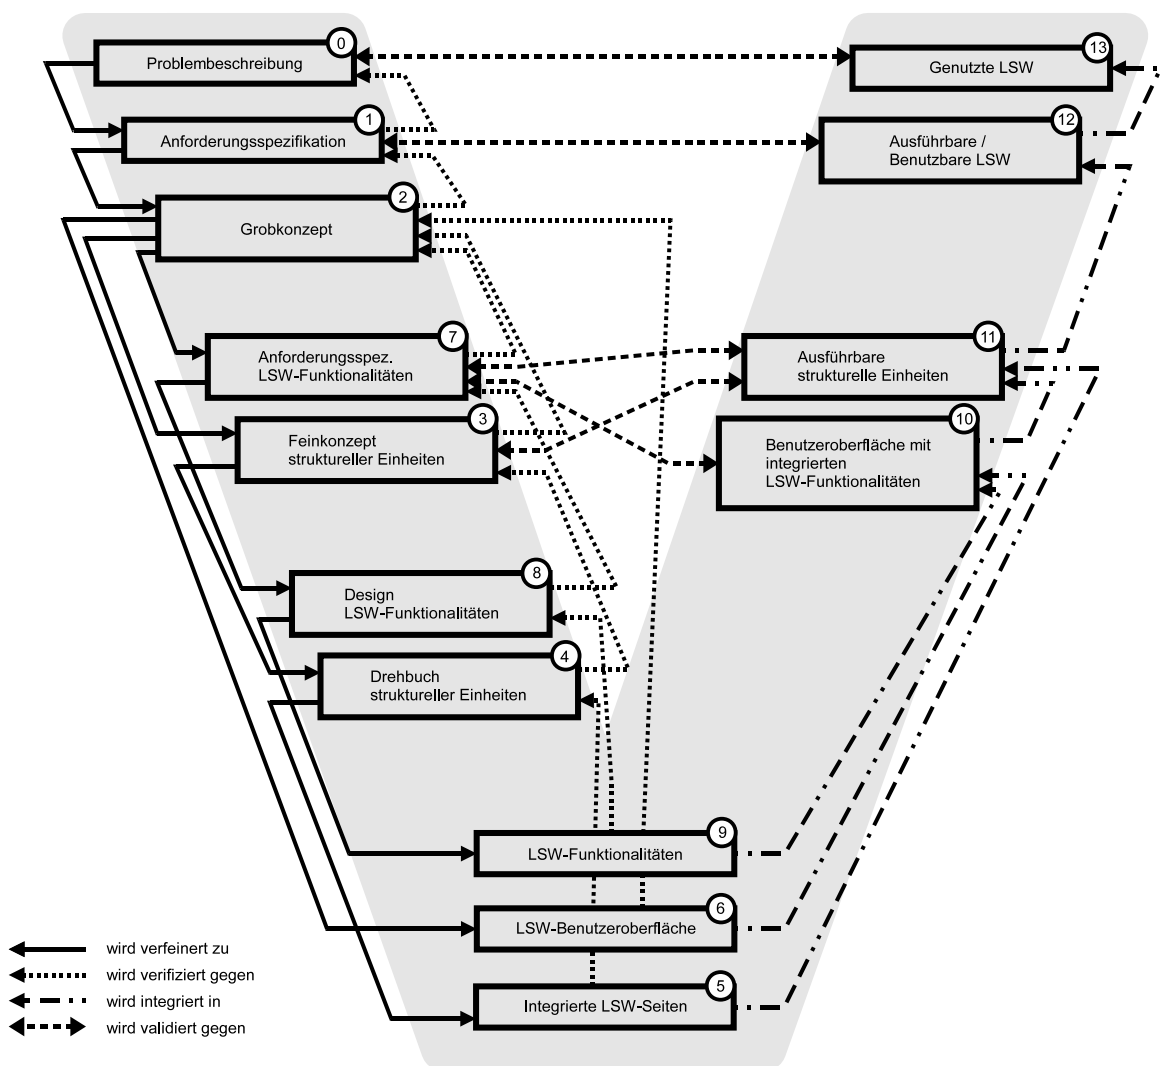 0
Problembeschreibung
13
Genutzte LSW
1
Anforderungsspezifikation
12
Ausführbare /
Benutzbare LSW
2
Grobkonzept
7
Anforderungsspez.
LSW-Funktionalitäten
11
Ausführbare
strukturelle Einheiten
3
Feinkonzept
struktureller Einheiten
10
Benutzeroberfläche mit
integrierten
LSW-Funktionalitäten
8
Design
LSW-Funktionalitäten
4
Drehbuch
struktureller Einheiten
9
LSW-Funktionalitäten
6
LSW-Benutzeroberfläche
5
Integrierte LSW-Seiten
wird verfeinert zu
wird verifiziert gegen
wird integriert in
wird validiert gegen